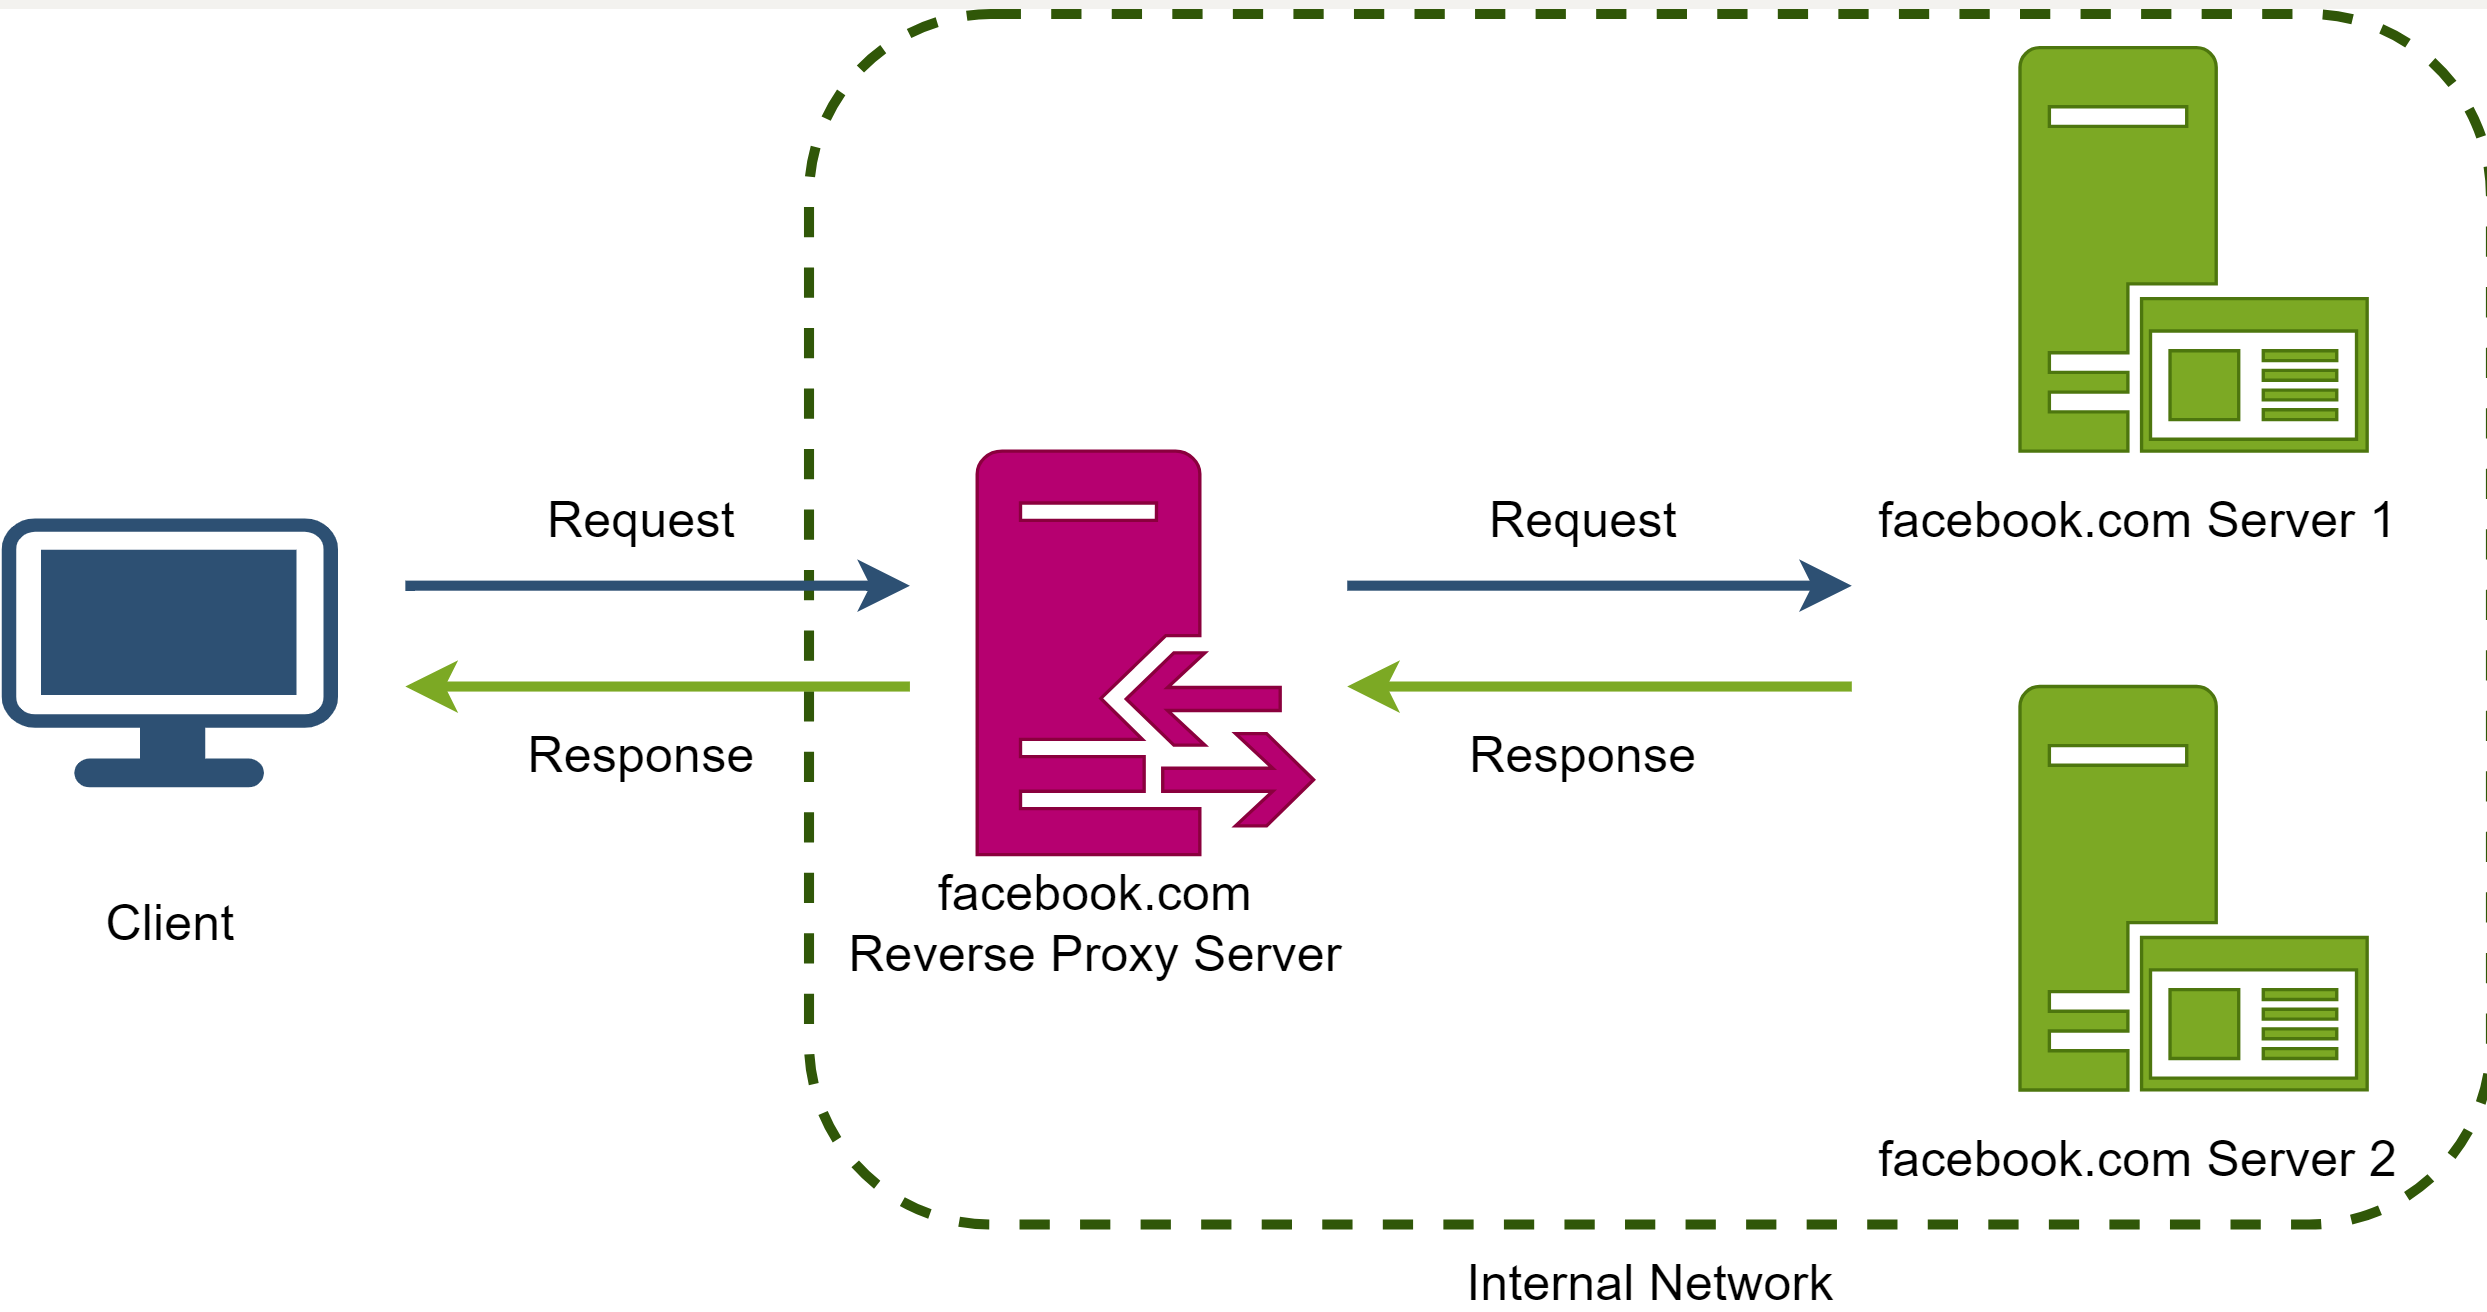 Request
Request
facebook.com Server 1
Response
Response
facebook.com
Reverse Proxy Server
Client
facebook.com Server 2
Internal Network